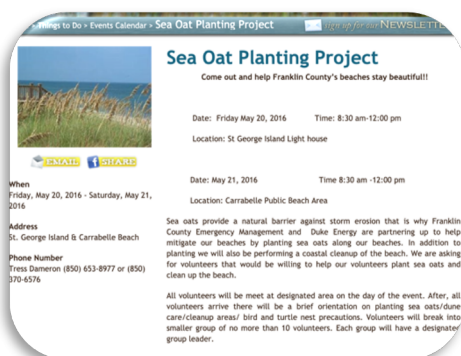 » Things to Do » Events Calendar » Sea Oat Planting Project
sign up for our NEWSLETTE
Sea Oat Planting Project
Come out and help Franklin County's beaches stay beautiful!!
Date: Friday May 20, 2016 Time: 8:30 am-12:00 pm
Location: St George Island Light house
EMAIL SHARE
When
Friday, May 20, 2016 - Saturday, May 21,
2016
Address
St. George Island & Carrabelle Beach
Phone Number
Tress Dameron (850) 653-8977 or (850)
370-6576
Date: May 21, 2016 Time 8:30 am -12:00 pm
Location: Carrabelle Public Beach Area
Sea oats provide a natural barrier against storm erosion that is why Franklin
County Emergency Management and Duke Energy are partnering up to help
mitigate our beaches by planting sea oats along our beaches. In addition to
planting we will also be performing a coastal cleanup of the beach. We are asking
for volunteers that would be willing to help our volunteers plant sea oats and
clean up the beach.
All volunteers will be meet at designated area on the day of the event. After, all
volunteers arrive there will be a brief orientation on planting sea oats/dune
care/cleanup areas/ bird and turtle nest precautions. Volunteers will break into
smaller group of no more than 10 volunteers. Each group will have a designated
group leader.